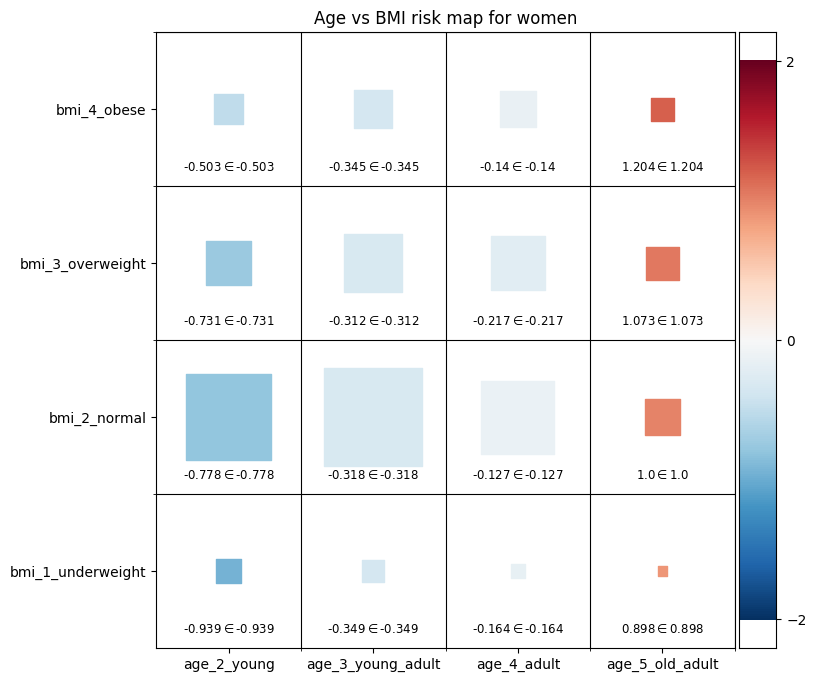 Age vs BMI risk map for women
2
bmi_4_obese
-0.503∈-0.503 -0.345∈-0.345 -0.14∈-0.14 1.204∈1.204
bmi_3_overweight
-0.731∈-0.731 -0.312∈-0.312 -0.217∈-0.217 1.073∈1.073
0
bmi_2_normal
-0.778∈-0.778 -0.318∈-0.318 -0.127∈-0.127 1.0∈1.0
bmi_1_underweight
-0.939∈-0.939 -0.349∈-0.349 -0.164∈-0.164 0.898∈0.898
−2
age_2_young age_3_young_adult age_4_adult age_5_old_adult